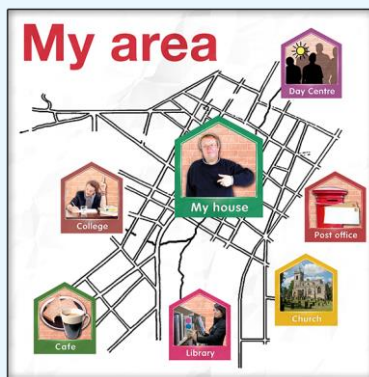 My area
Day Centre
My house
College
Post office
Church
Cafe
Library